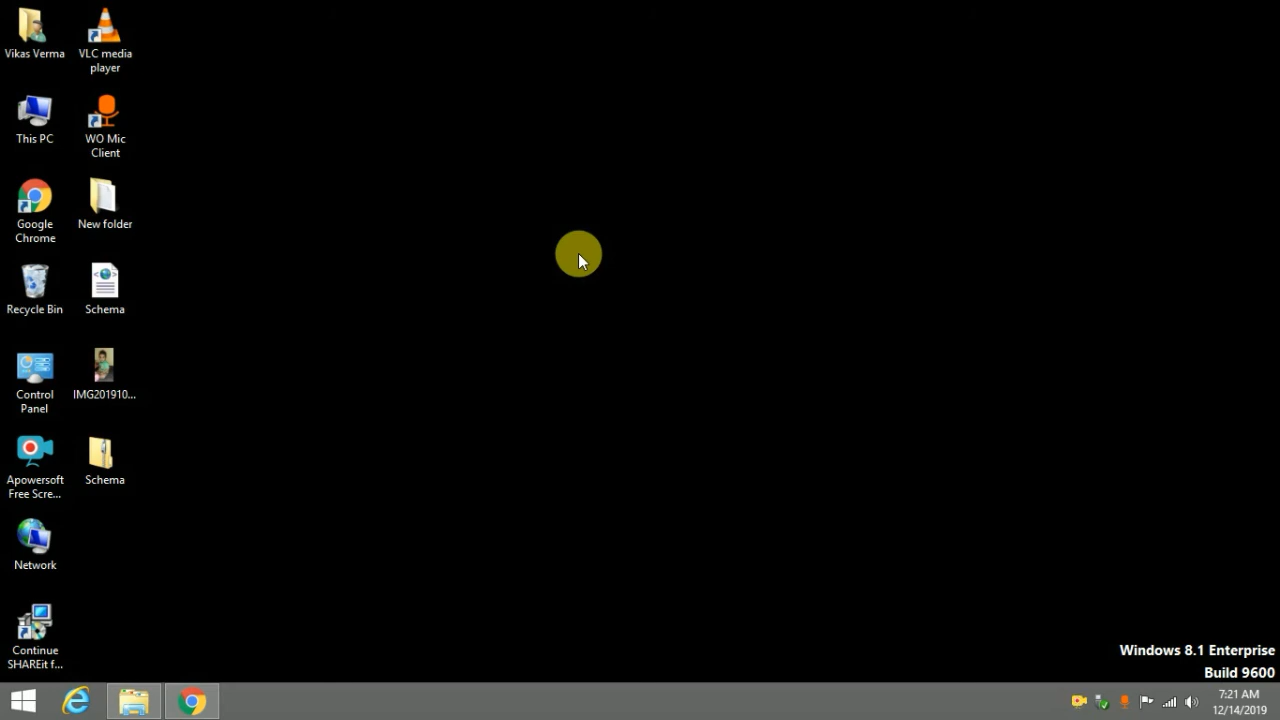 Vikas Verma
VLC media
player
This PC
WO Mic
Client
Google
Chrome
New folder
Recycle Bin
Schema
Control
Panel
IMG201910...
Apowersoft
Free Scre...
Schema
Network
Continue
SHAREit f...
Windows 8.1 Enterprise
Build 9600
7:21 AM
12/14/2019